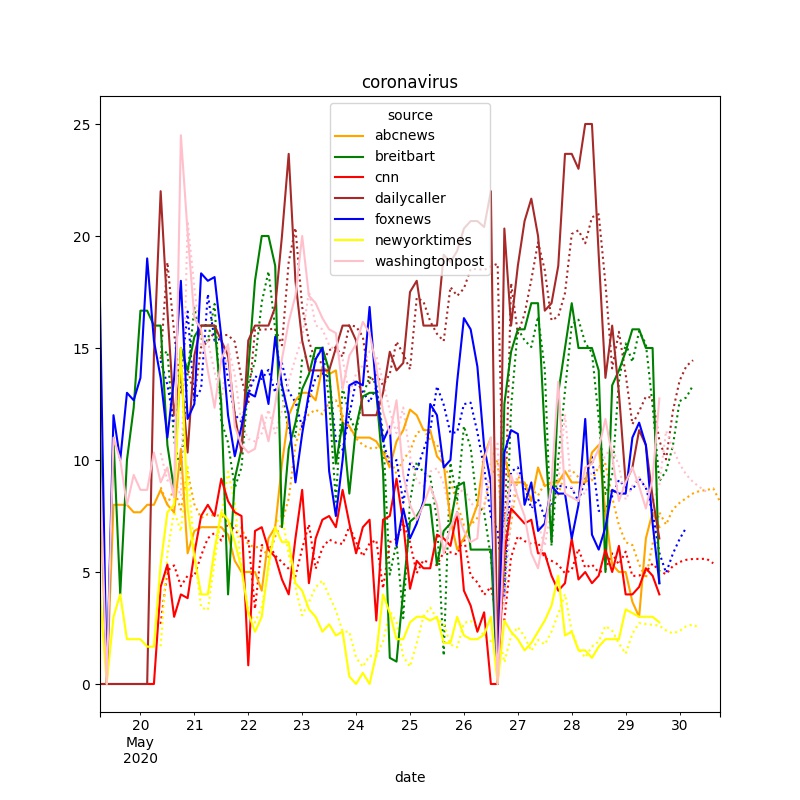 coronavirus
source
abcnews
breitbart
cnn
dailycaller
foxnews
newyorktimes
washingtonpost
25
20
15
10
5
0
20 21 22 23 24 25 26 27 28 29 30
May
2020
date